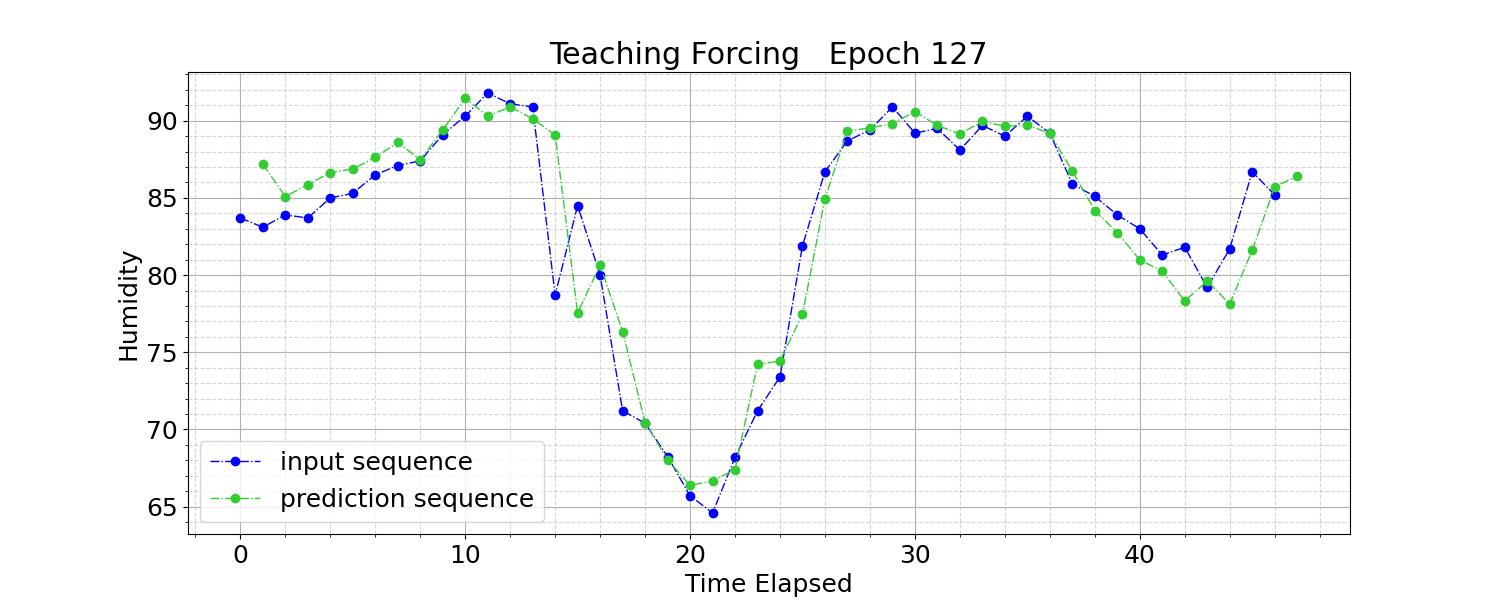 Teaching Forcing   Epoch 127
Humidity
90
85
80
75
70
65
input sequence
prediction sequence
0 10 20 30 40
Time Elapsed